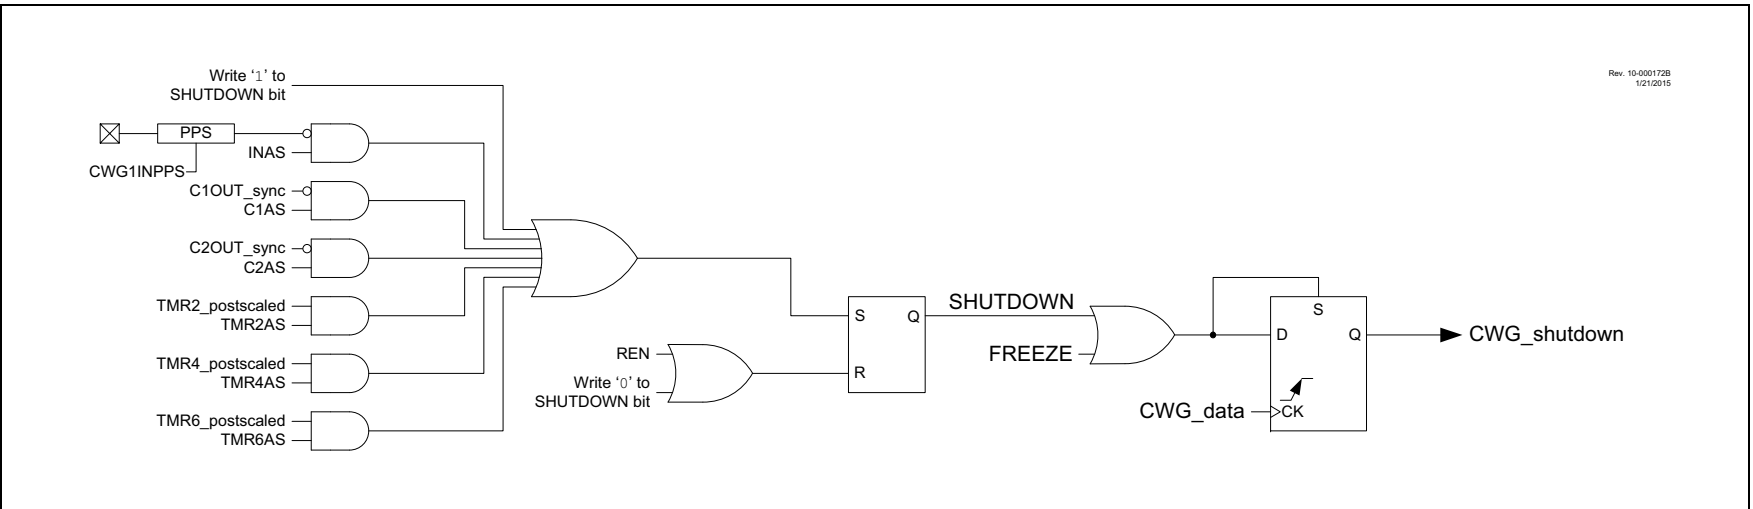 Write ‘1’ to
SHUTDOWN bit
Rev. 10-000172B
1/21/2015
PPS
INAS
CWG1INPPS
C1OUT_sync
C1AS
C2OUT_sync
C2AS
TMR2_postscaled
TMR2AS
TMR4_postscaled
TMR4AS
TMR6_postscaled
TMR6AS
REN
Write ‘0’ to
SHUTDOWN bit
S
Q
R
SHUTDOWN
FREEZE
S
D
Q
CK
CWG_data
CWG_shutdown